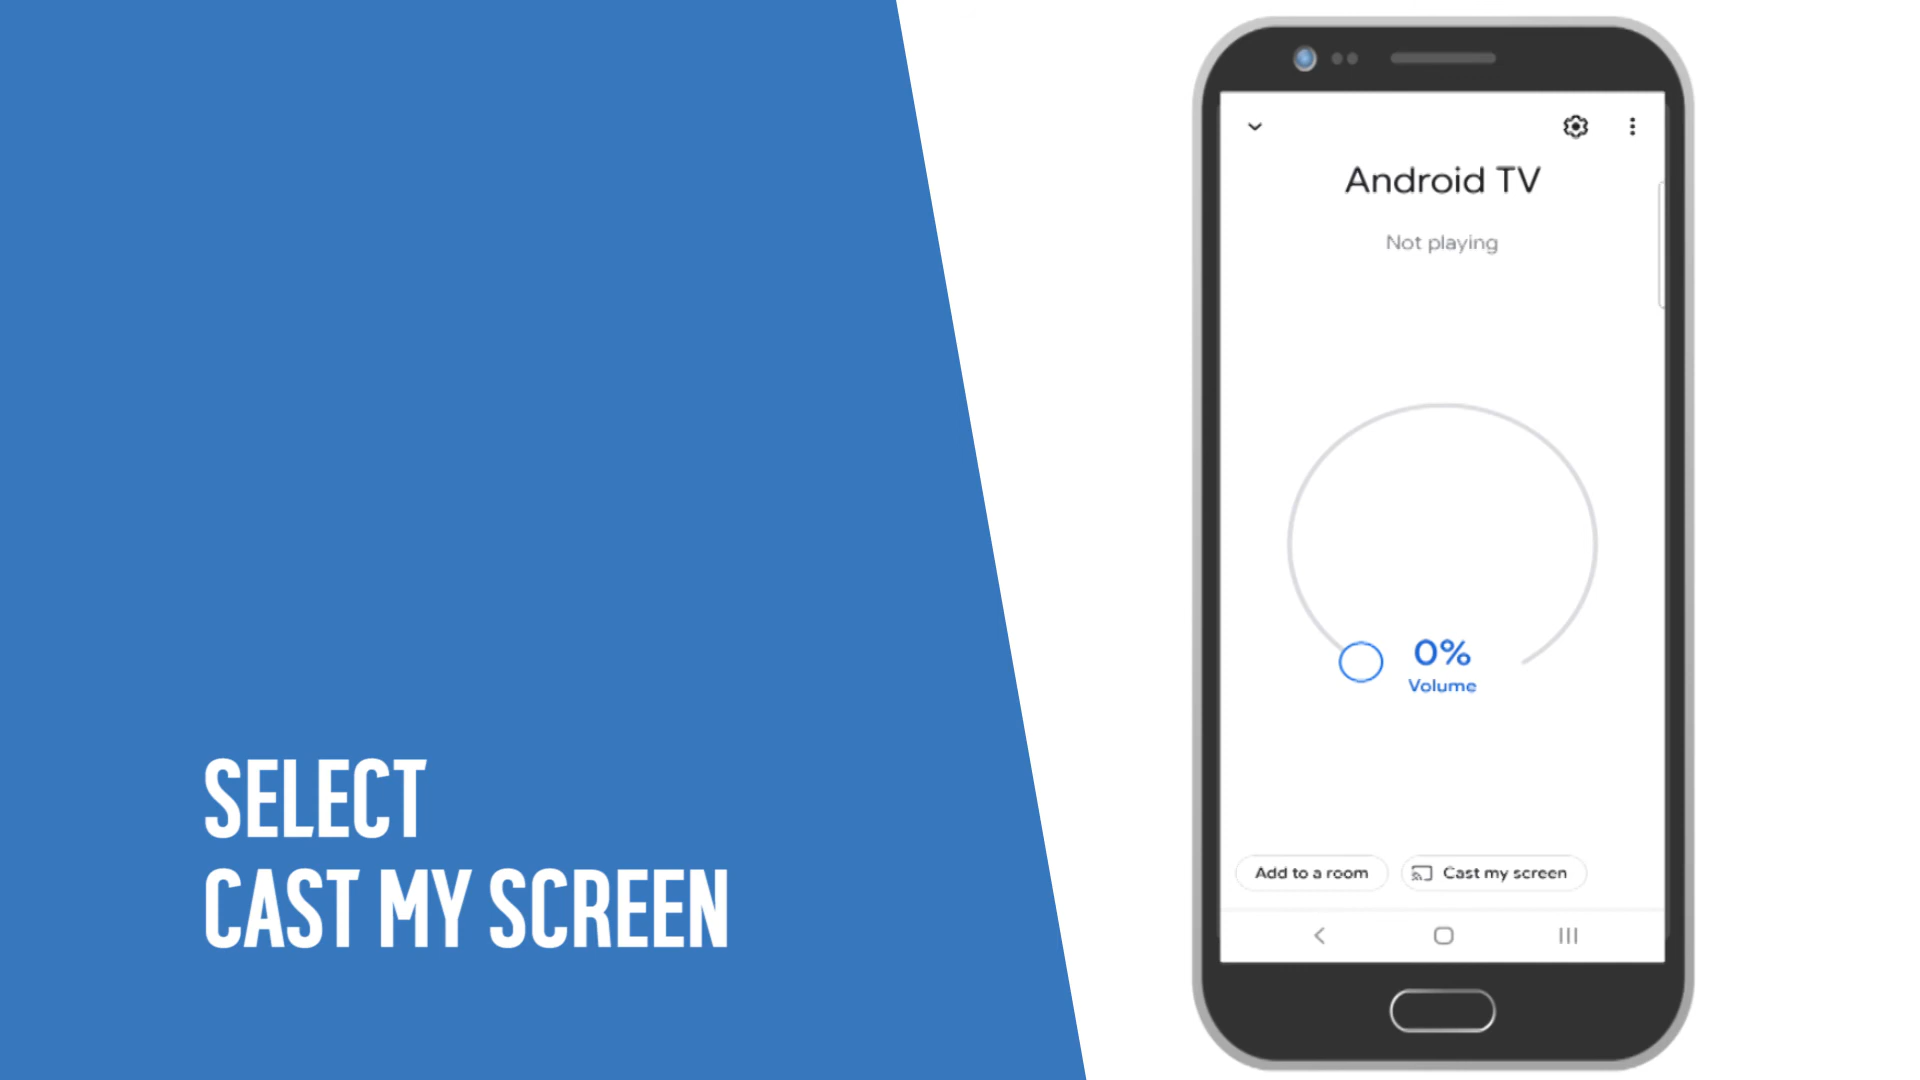 SELECT
CAST MY SCREEN
Android TV
Not playing
0%
Volume
Add to a room
Cast my screen